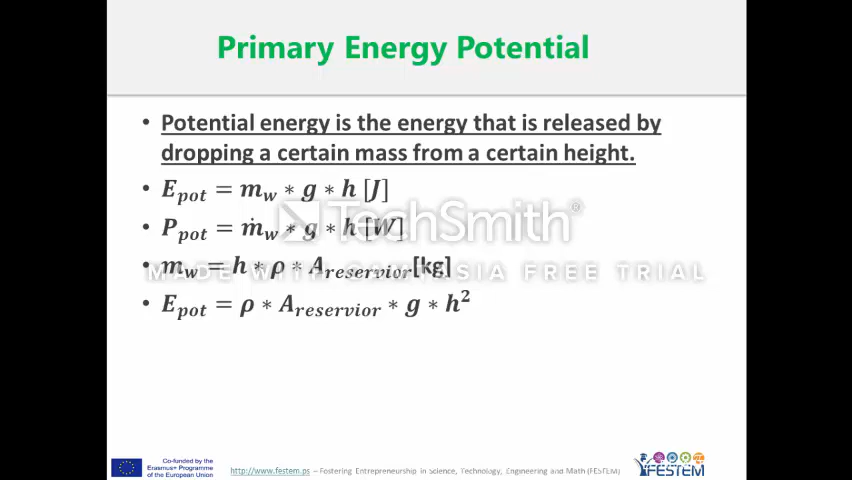 Primary Energy Potential
• Potential energy is the energy that is released by
dropping a certain mass from a certain height.
• E_pot = m_w * g * h [J]
• P_pot = ṁ_w * g * h [W]
TechSmith®
• m_w = h * ρ * A_reservior[kg]
MADE WITH CAMTASIA FREE TRIAL
• E_pot = ρ * A_reservior * g * h²
Co-funded by the
Erasmus+ Programme
of the European Union
http://www.festem.ps – Fostering Entrepreneurship in Science, Technology, Engineering and Math (FESTEM)
FESTEM